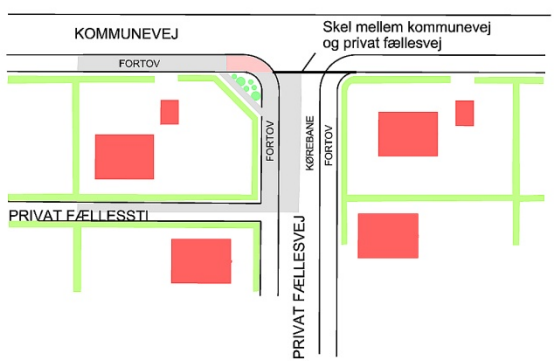 KOMMUNEVEJ
Skel mellem kommunevej
og privat fællesvej
FORTOV
FORTOV
KØREBANE
FORTOV
PRIVAT FÆLLESSTI
PRIVAT FÆLLESVEJ